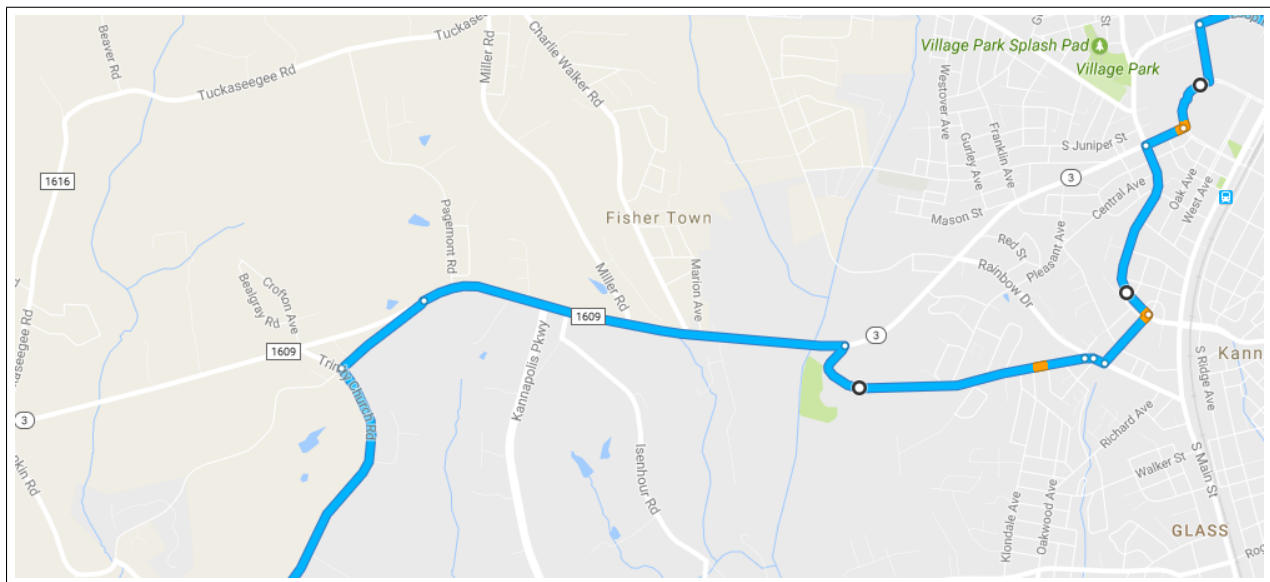 Beaver Rd
Tuckaseegee Rd
Miller Rd
Charlie Walker Rd
Village Park Splash Pad
Village Park
Westover Ave
Gurley Ave
Franklin Ave
S Juniper St
3
Central Ave
Oak Ave
West Ave
1616
Mason St
Fisher Town
Pagemont Rd
Red St
Pleasant Ave
Rainbow Dr
Miller Rd
Marion Ave
Crofton Ave
Bealgray Rd
1609
1609
3
Trinity Church Rd
Kannapolis Pkwy
Isenhour Rd
Kann
S Ridge Ave
Richard Ave
3
S Main St
Walker St
Klondale Ave
Oakwood Ave
GLASS